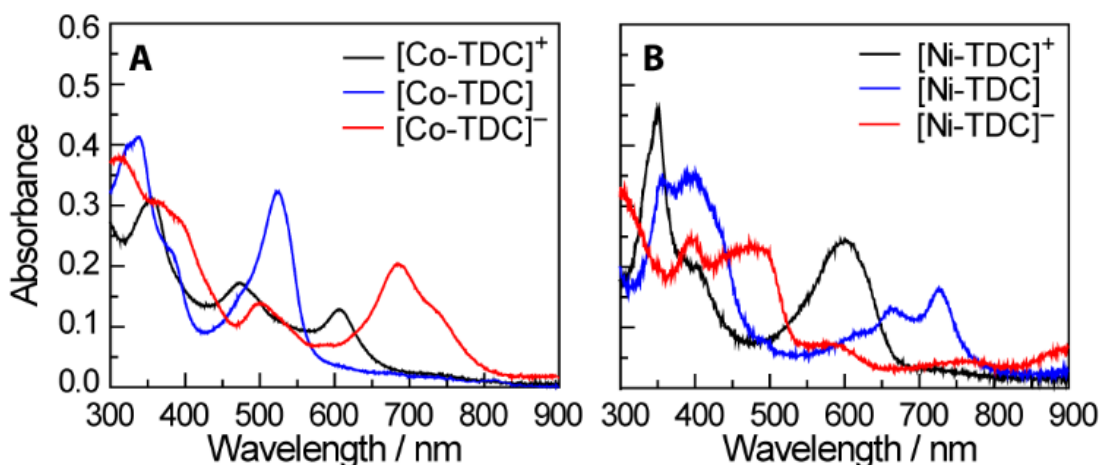 A
[Co-TDC]⁺
[Co-TDC]
[Co-TDC]⁻
0.6
0.5
0.4
0.3
0.2
0.1
0.0
Absorbance
300 400 500 600 700 800 900
Wavelength / nm
B
[Ni-TDC]⁺
[Ni-TDC]
[Ni-TDC]⁻
300 400 500 600 700 800 900
Wavelength / nm